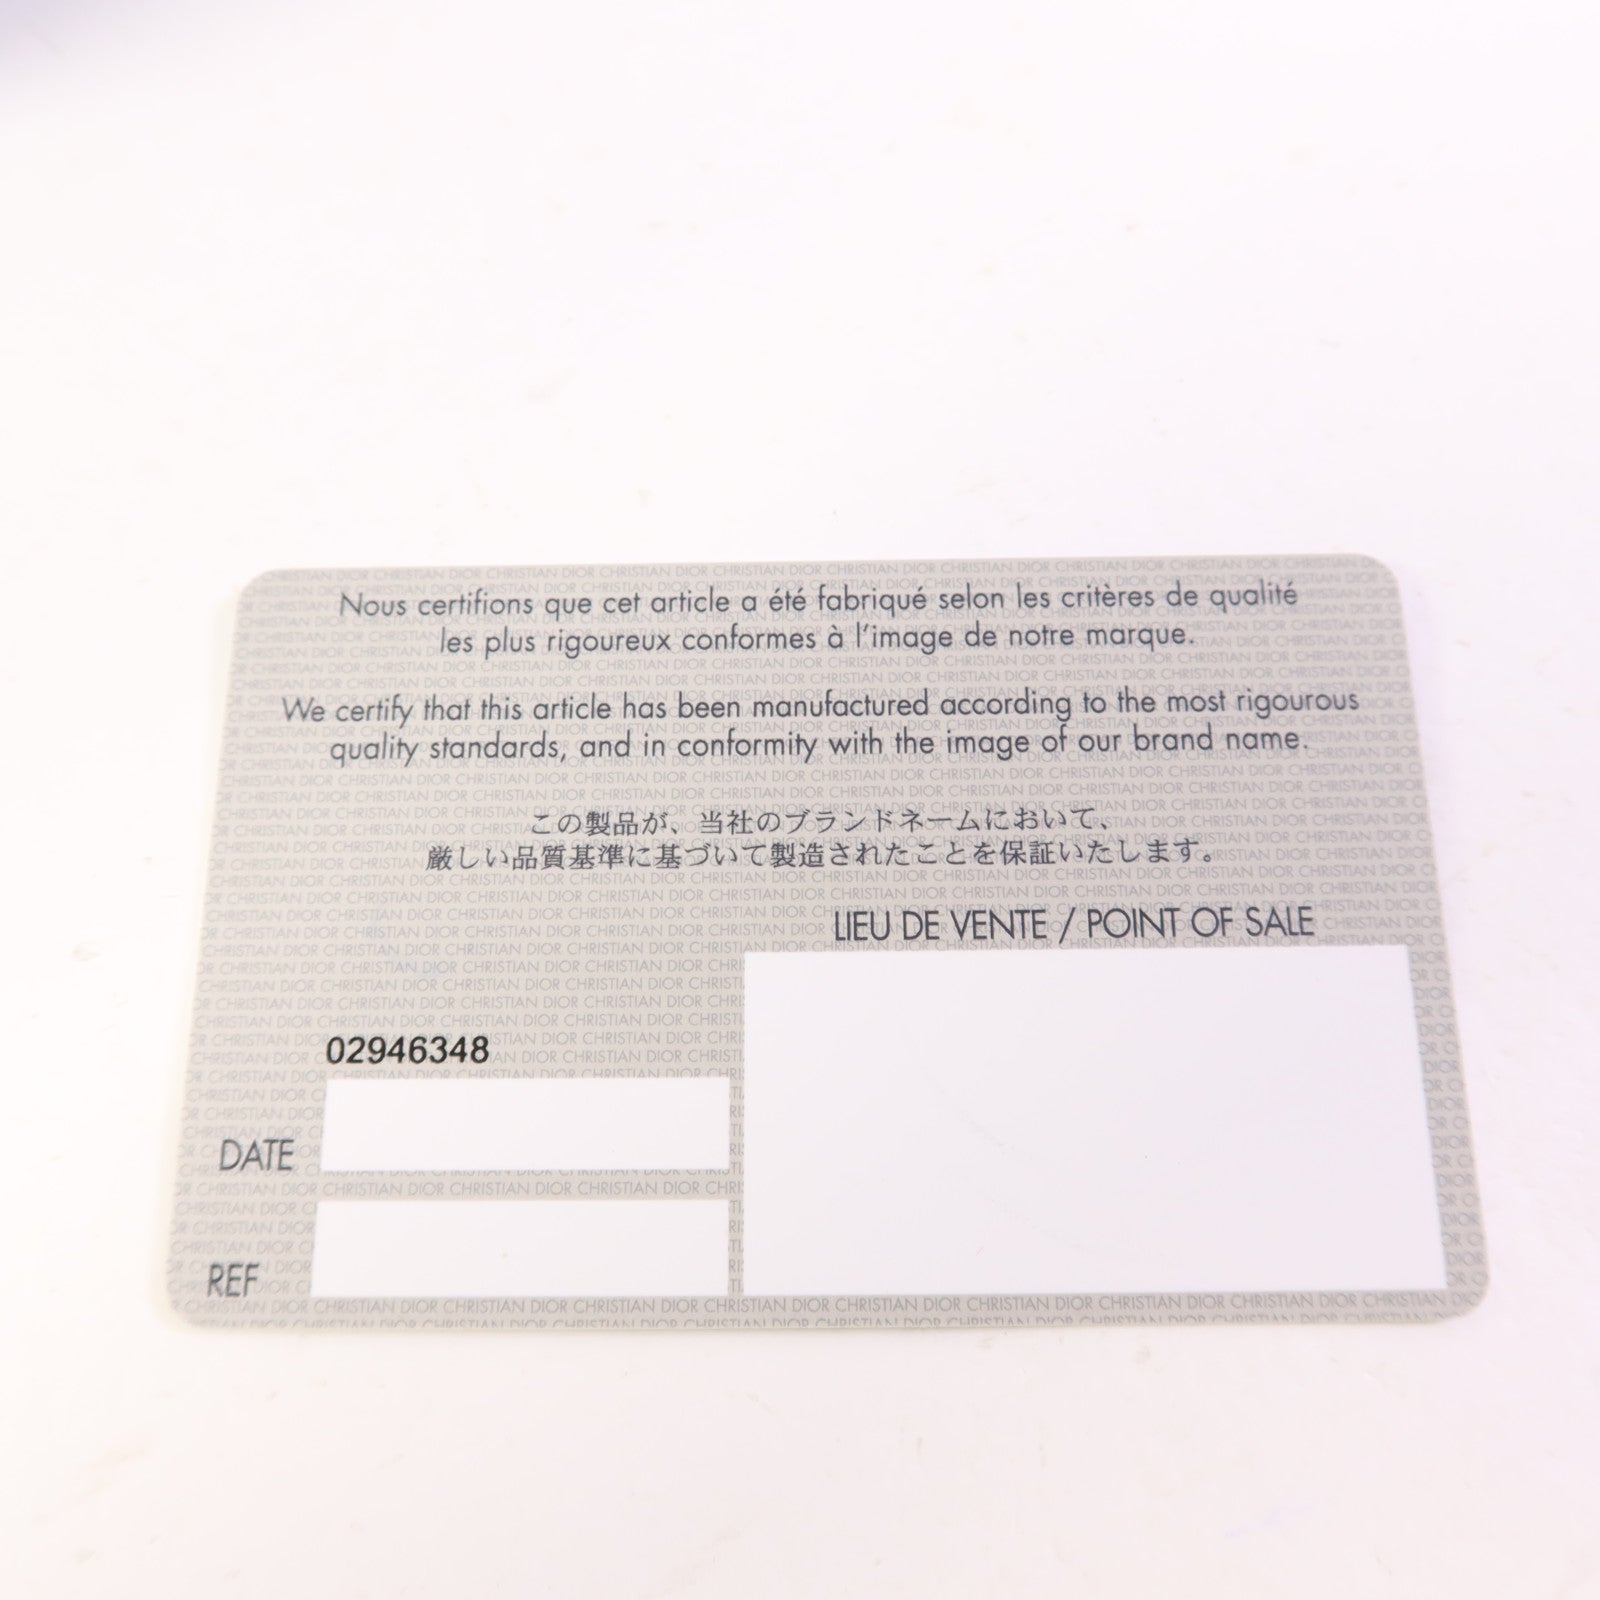 Nous certifions que cet article a été fabriqué selon les critères de qualité
les plus rigoureux conformes à l'image de notre marque.
We certify that this article has been manufactured according to the most rigourous
quality standards, and in conformity with the image of our brand name.
この製品が、当社のブランドネームにおいて、
厳しい品質基準に基づいて製造されたことを保証いたします。
LIEU DE VENTE / POINT OF SALE
02946348
DATE
REF